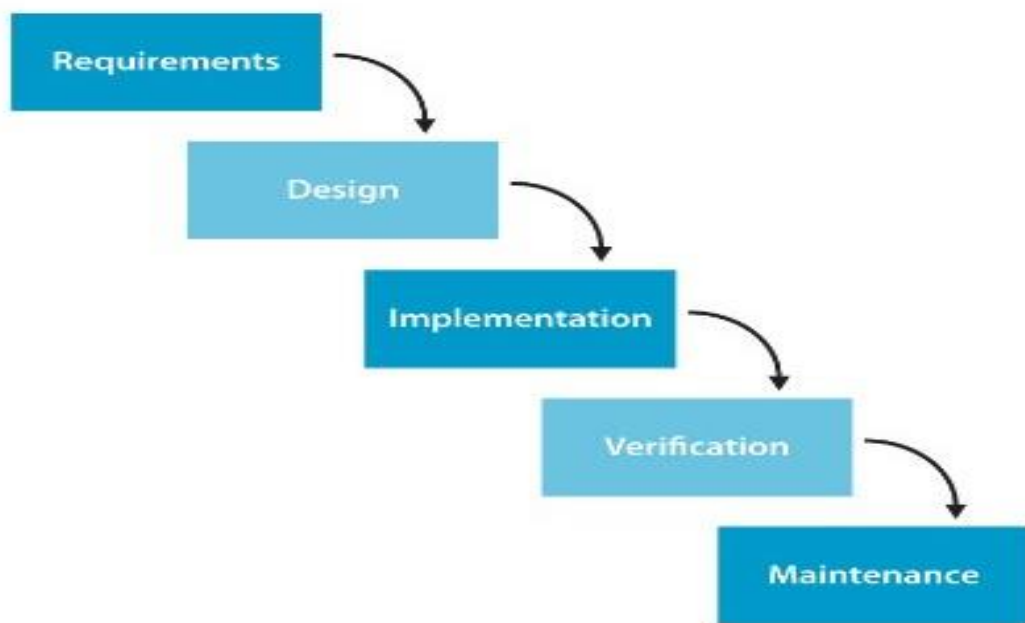 Requirements
Design
Implementation
Verification
Maintenance